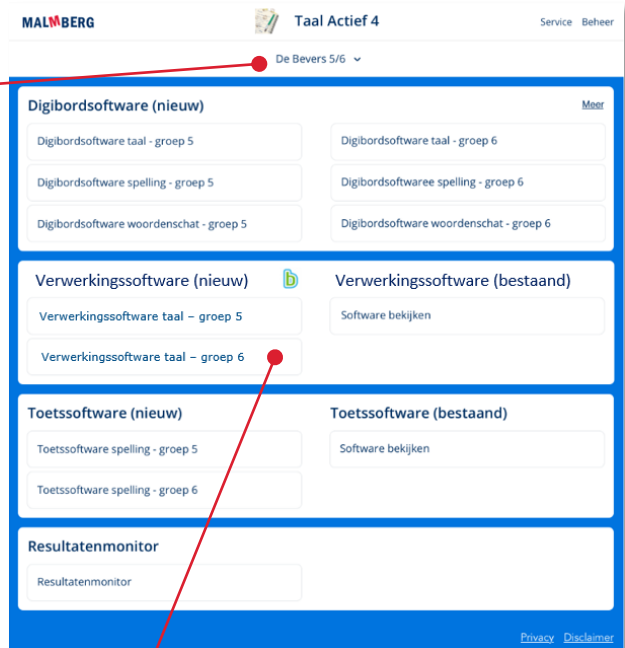 MALMBERG
Taal Actief 4
Service Beheer
De Bevers 5/6
Digibordsoftware (nieuw)
Meer
Digibordsoftware taal - groep 5
Digibordsoftware taal - groep 6
Digibordsoftware spelling - groep 5
Digibordsoftwaree spelling - groep 6
Digibordsoftware woordenschat - groep 5
Digibordsoftware woordenschat - groep 6
Verwerkingssoftware (nieuw)
b
Verwerkingssoftware (bestaand)
Verwerkingssoftware taal – groep 5
Software bekijken
Verwerkingssoftware taal – groep 6
Toetssoftware (nieuw)
Toetssoftware (bestaand)
Toetssoftware spelling - groep 5
Software bekijken
Toetssoftware spelling - groep 6
Resultatenmonitor
Resultatenmonitor
Privacy Disclaimer